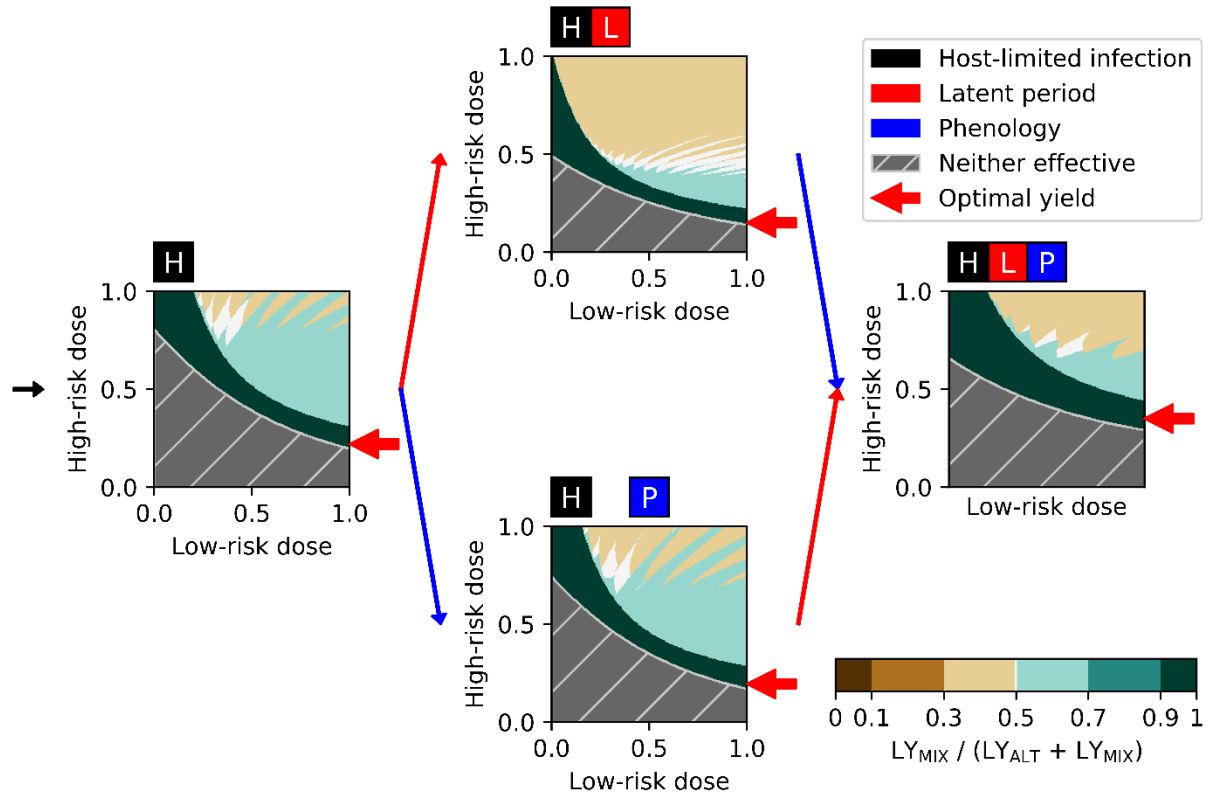 H L
1.0
0.5
0.0
High-risk dose
0.0 0.5 1.0
Low-risk dose
Host-limited infection
Latent period
Phenology
Neither effective
Optimal yield
H
1.0
0.5
0.0
High-risk dose
0.0 0.5 1.0
Low-risk dose
H L P
1.0
0.5
0.0
High-risk dose
Low-risk dose
H P
1.0
0.5
0.0
High-risk dose
0.0 0.5 1.0
Low-risk dose
0 0.1 0.3 0.5 0.7 0.9 1
LY_MIX / (LY_ALT + LY_MIX)